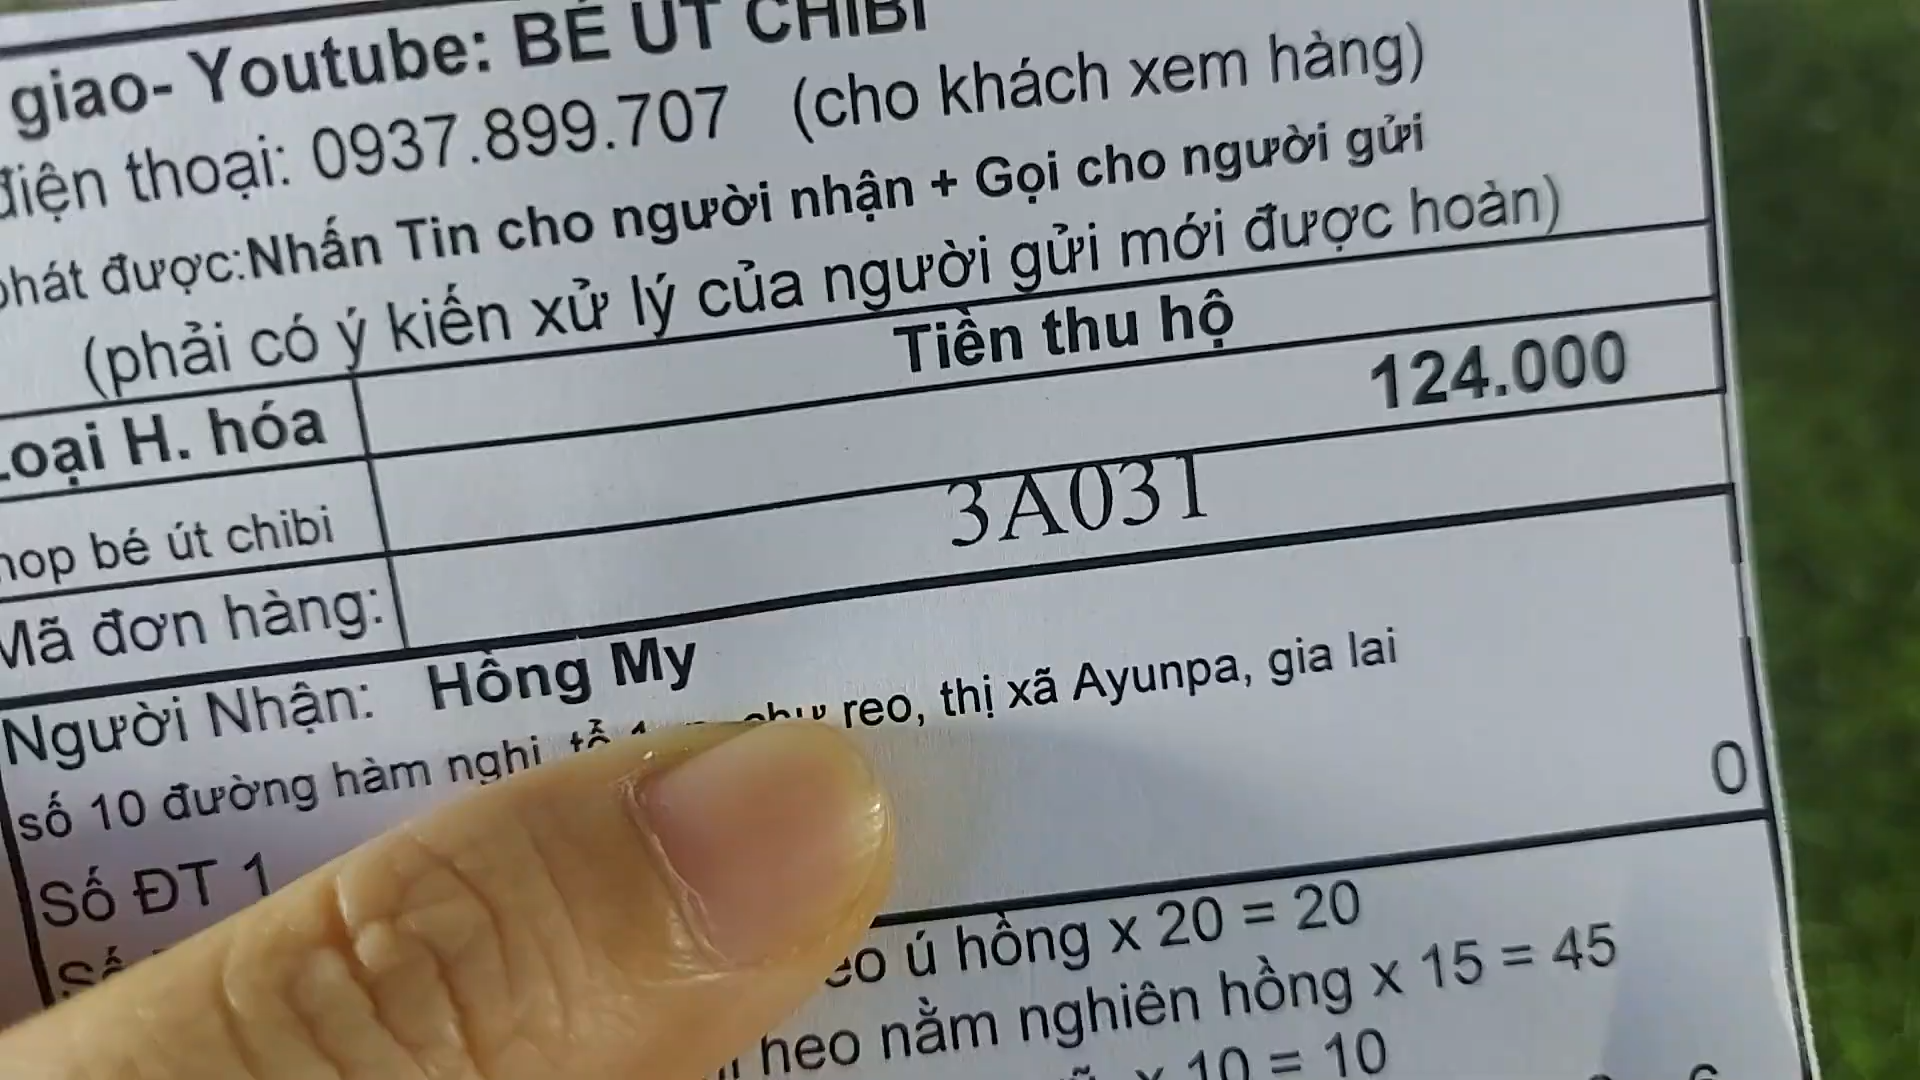 giao- Youtube: BÉ ÚT CHIBI
điện thoại: 0937.899.707 (cho khách xem hàng)
phát được:Nhấn Tin cho người nhận + Gọi cho người gửi
(phải có ý kiến xử lý của người gửi mới được hoàn)
Loại H. hóa Tiền thu hộ
124.000
bé út chibi
Mã đơn hàng: 3A031
Người Nhận: Hồng My
số 10 đường hàm nghi, tổ reo, thị xã Ayunpa, gia lai
0
Số ĐT 1
ú hồng x 20 = 20
heo nằm nghiên hồng x 15 = 45
x 10 = 10